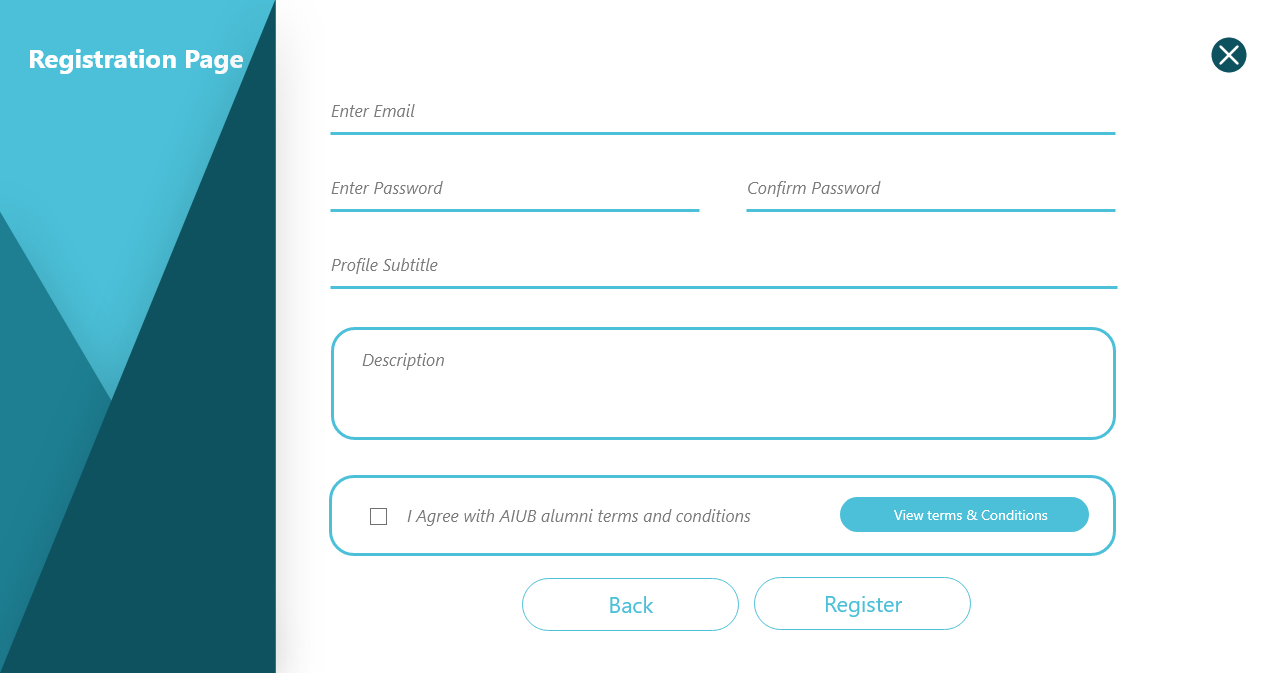 Registration Page
Enter Email
Enter Password
Confirm Password
Profile Subtitle
Description
I Agree with AIUB alumni terms and conditions
View terms & Conditions
Back
Register